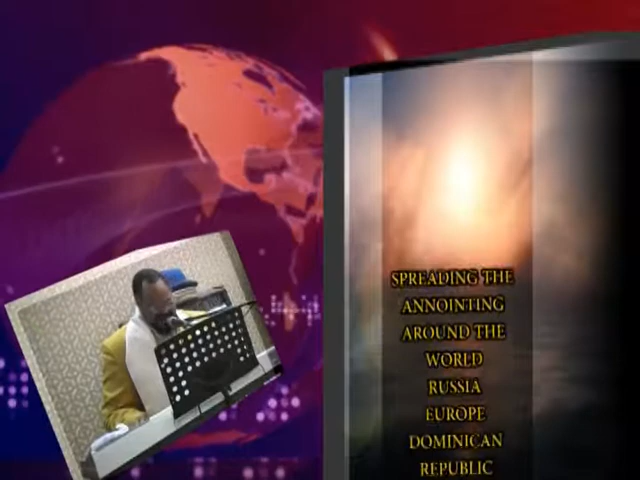 SPREADING THE
ANNOINTING
AROUND THE
WORLD
RUSSIA
EUROPE
DOMINICAN
REPUBLIC